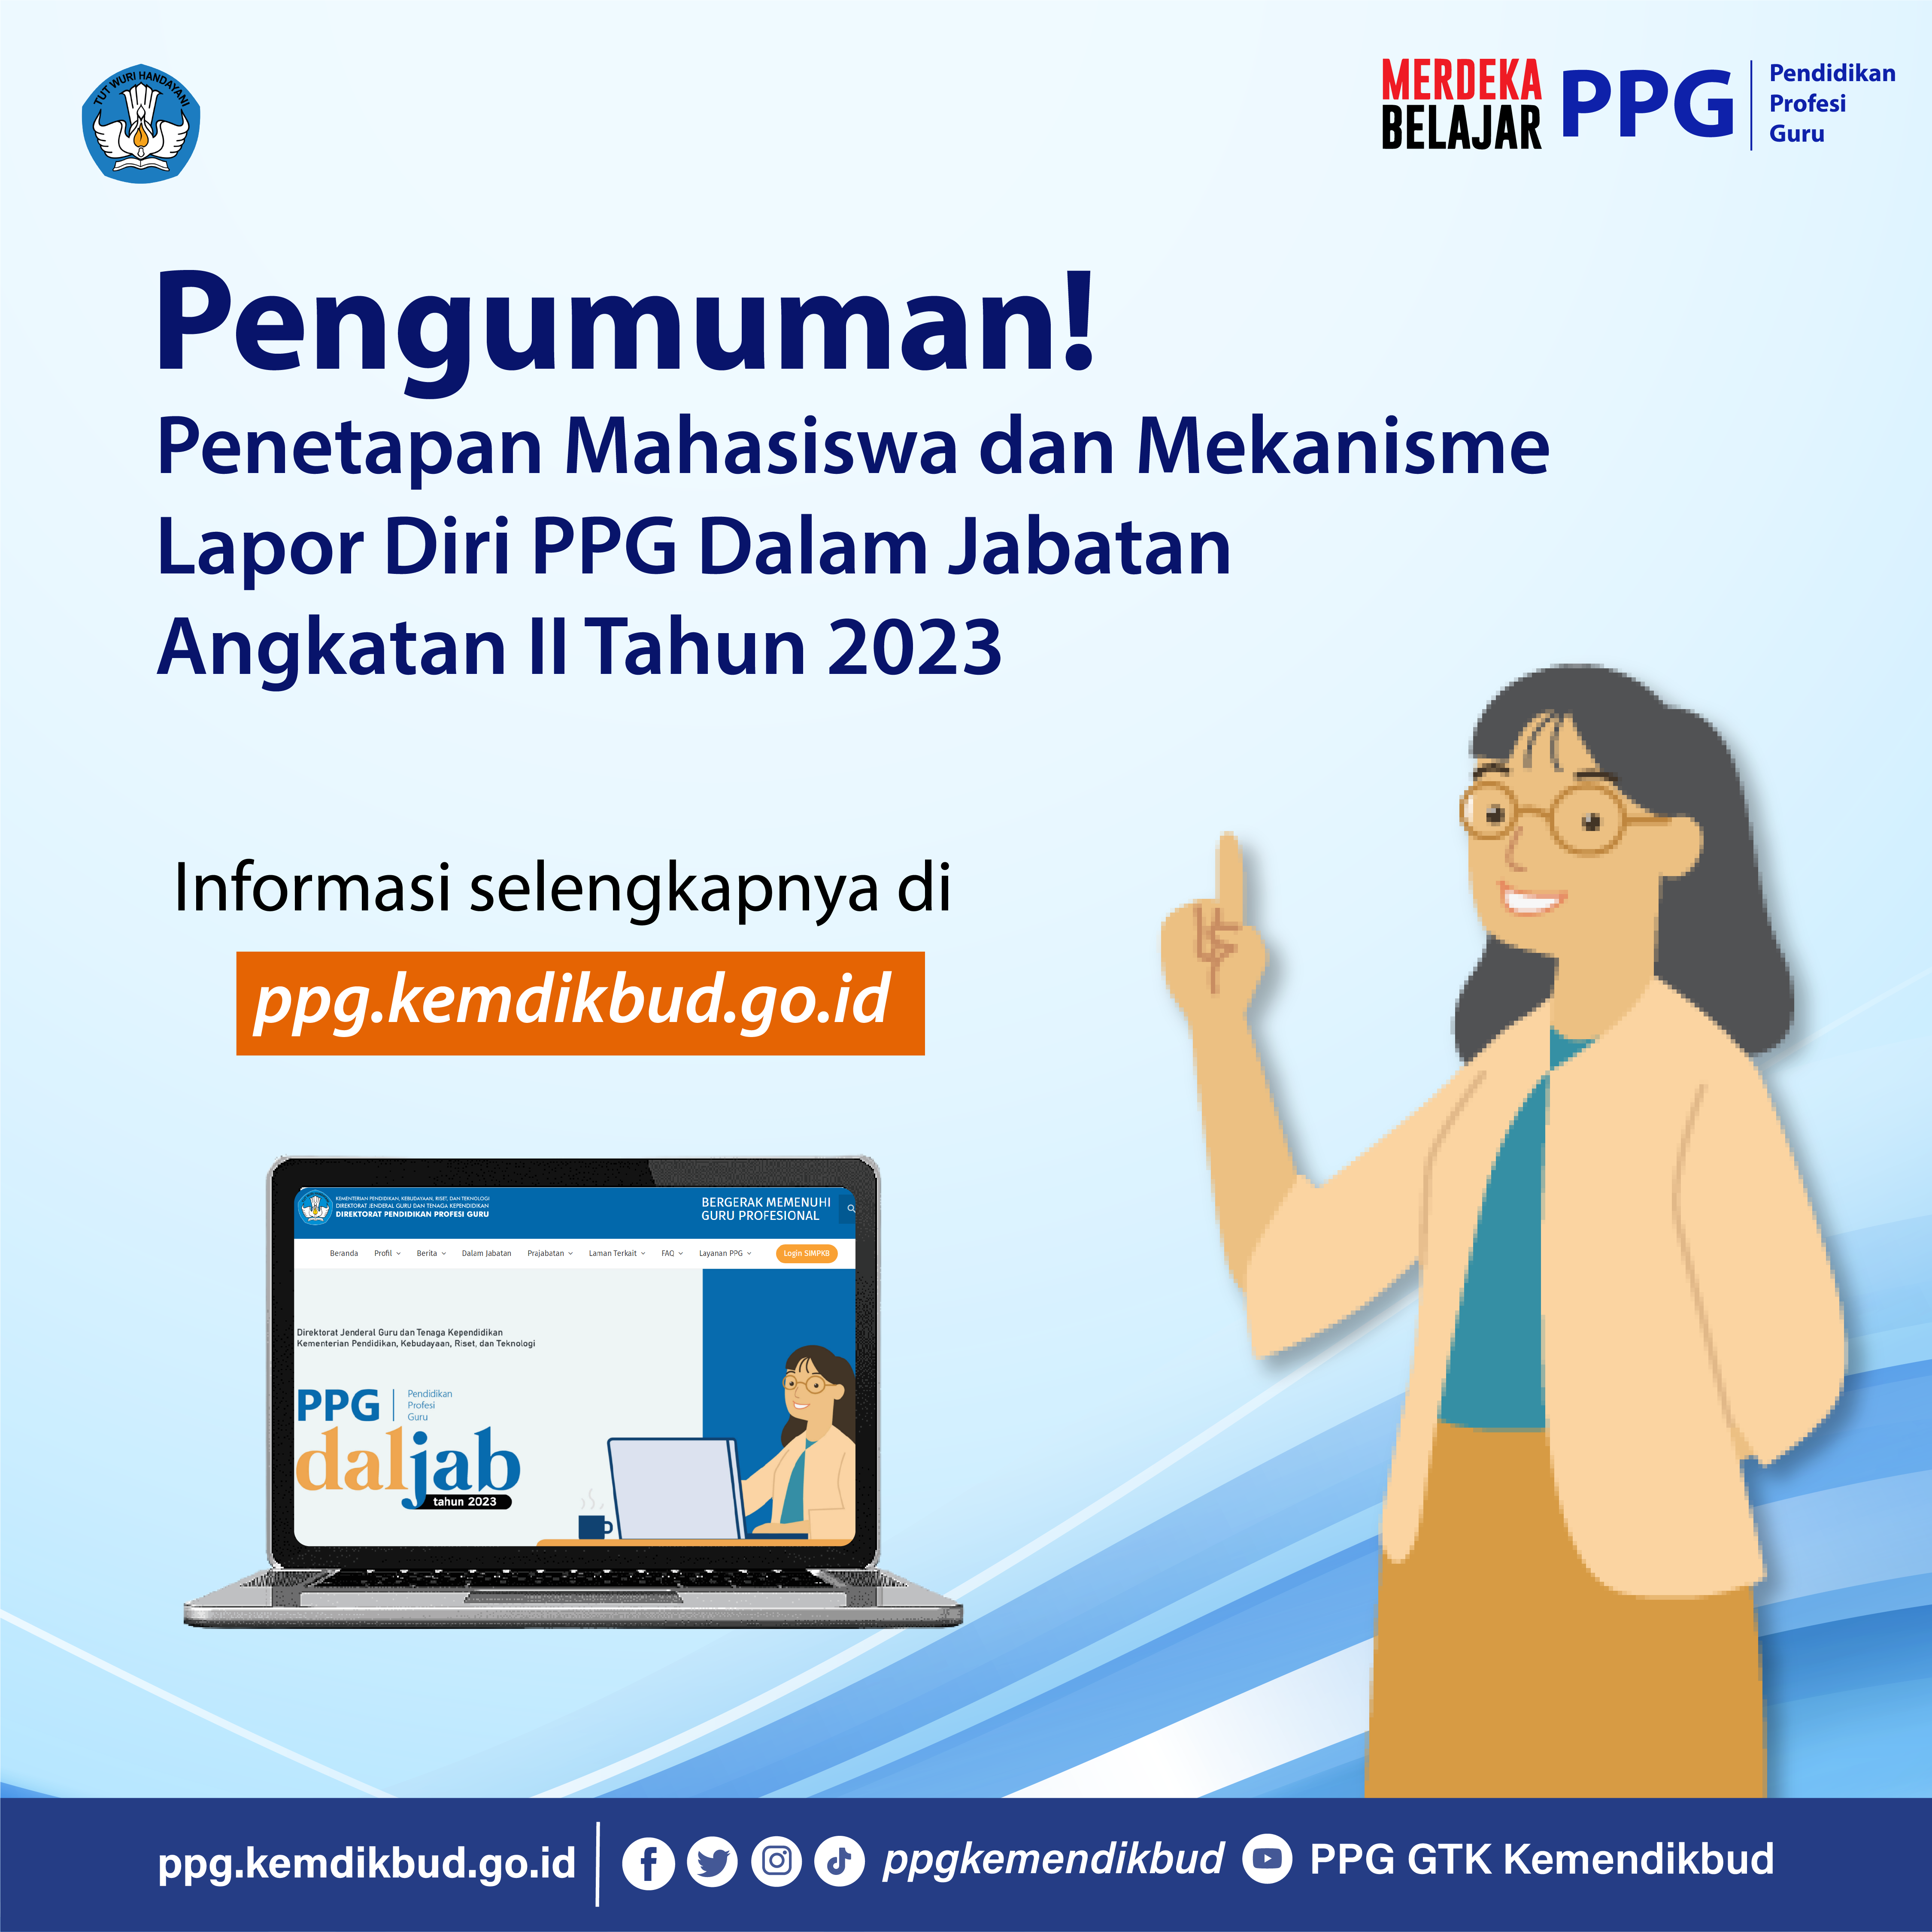 TUT WURI HANDAYANI
MERDEKA
BELAJAR
PPG
Pendidikan
Profesi
Guru
Pengumuman!
Penetapan Mahasiswa dan Mekanisme
Lapor Diri PPG Dalam Jabatan
Angkatan II Tahun 2023
Informasi selengkapnya di
ppg.kemdikbud.go.id
KEMENTERIAN PENDIDIKAN, KEBUDAYAAN, RISET, DAN TEKNOLOGI
DIREKTORAT JENDERAL GURU DAN TENAGA KEPENDIDIKAN
DIREKTORAT PENDIDIKAN PROFESI GURU
BERGERAK MEMENUHI
GURU PROFESIONAL
Beranda Profil Berita Dalam Jabatan Prajabatan Laman Terkait FAQ Layanan PPG Login SIMPKB
Direktorat Jenderal Guru dan Tenaga Kependidikan
Kementerian Pendidikan, Kebudayaan, Riset, dan Teknologi
PPG
Pendidikan
Profesi
Guru
daljab
tahun 2023
ppg.kemdikbud.go.id ppgkemendikbud PPG GTK Kemendikbud